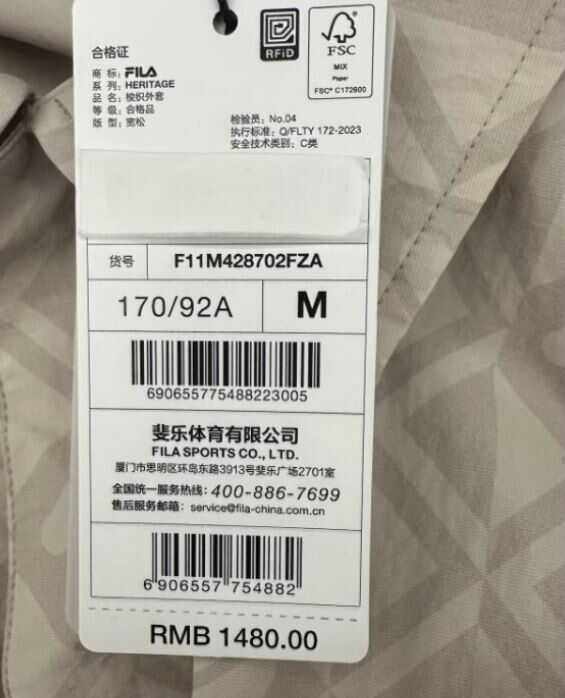 合格证
商 标：FILA
系 列：HERITAGE
品 名：梭织外套
等 级：合格品
版 型：宽松
RFiD
FSC
MIX
Paper
FSC® C172600
检验员：No.04
执行标准：Q/FLTY 172-2023
安全技术类别：C类
货号 F11M428702FZA
170/92A M
690655775488223005
斐乐体育有限公司
FILA SPORTS CO., LTD.
厦门市思明区环岛东路3913号斐乐广场2701室
全国统一服务热线：400-886-7699
售后服务邮箱：service@fila-china.com.cn
6 906557 754882
RMB 1480.00